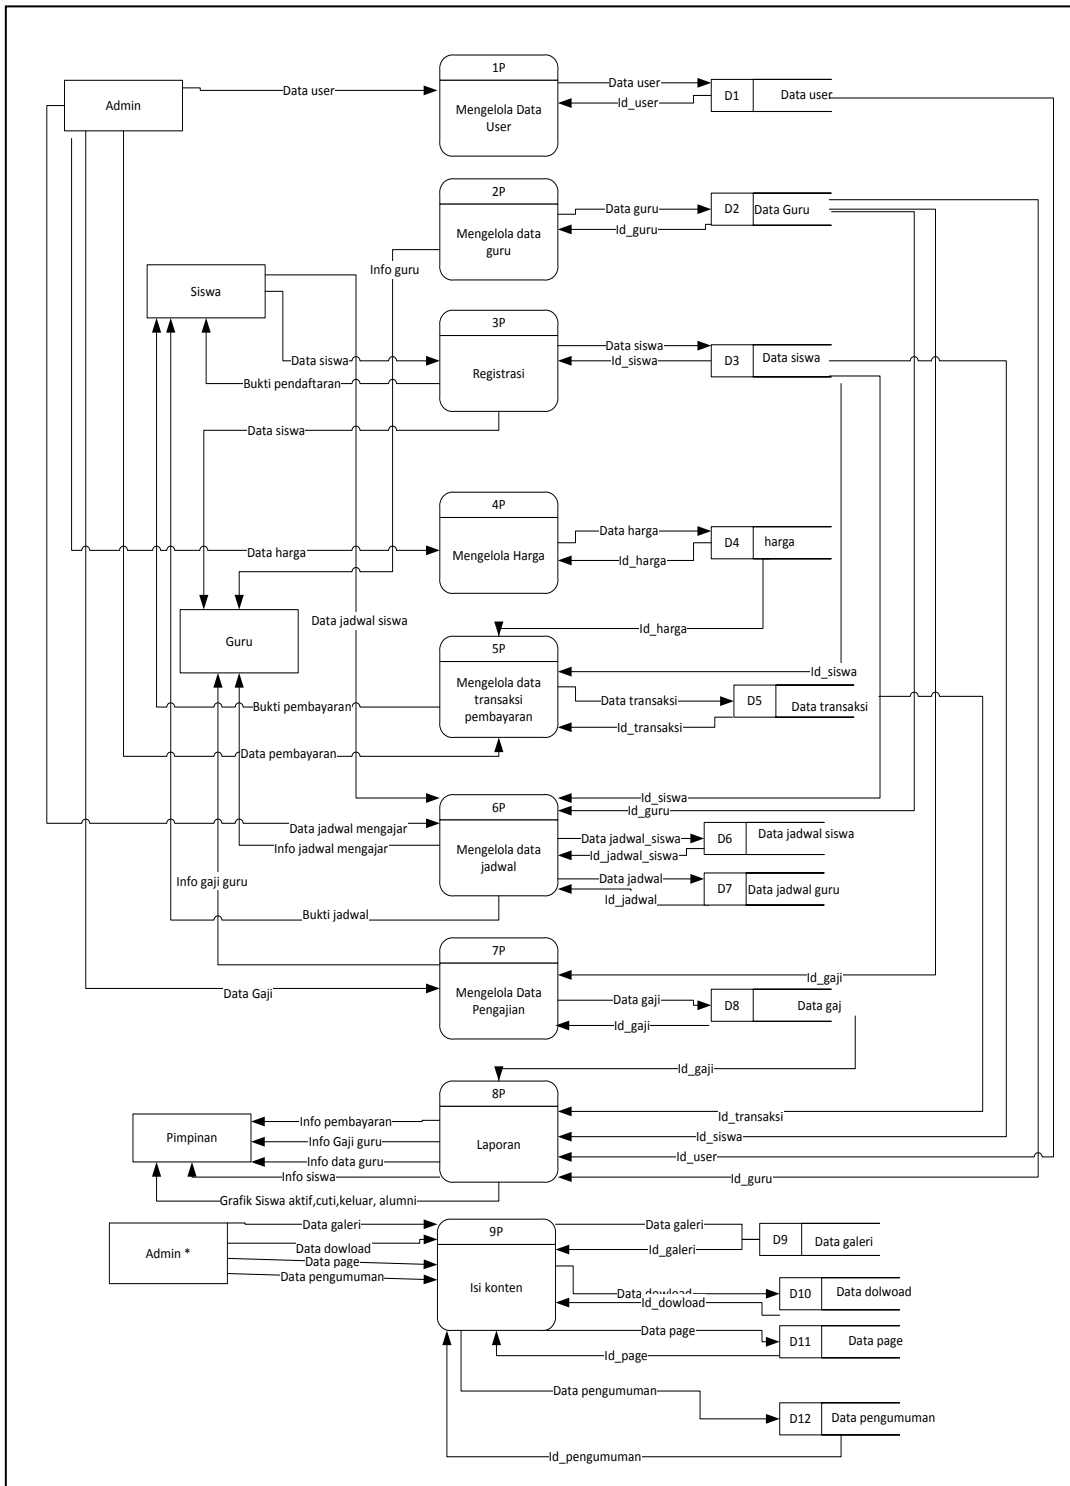 1P
Admin
Data user
Mengelola Data
User
Data user
Id_user
D1
Data user
2P
Mengelola data
guru
Data guru
Id_guru
D2
Data Guru
Info guru
Siswa
3P
Registrasi
Data siswa
Bukti pendaftaran
Data siswa
Data siswa
Id_siswa
D3
Data siswa
4P
Mengelola Harga
Data harga
Data harga
Id_harga
D4
harga
Guru
Data jadwal siswa
Id_harga
5P
Mengelola data
transaksi
pembayaran
Id_siswa
Data transaksi
Id_transaksi
D5
Data transaksi
Bukti pembayaran
Data pembayaran
Id_siswa
Id_guru
6P
Mengelola data
jadwal
Data jadwal mengajar
Info jadwal mengajar
Data jadwal_siswa
Id_jadwal_siswa
D6
Data jadwal siswa
Data jadwal
Id_jadwal
D7
Data jadwal guru
Info gaji guru
Bukti jadwal
7P
Mengelola Data
Pengajian
Data Gaji
Id_gaji
Data gaji
Id_gaji
D8
Data gaj
Id_gaji
8P
Laporan
Pimpinan
Info pembayaran
Info Gaji guru
Info data guru
Info siswa
Grafik Siswa aktif,cuti,keluar, alumni
Id_transaksi
Id_siswa
Id_user
Id_guru
Admin *
Data galeri
Data dowload
Data page
Data pengumuman
9P
Isi konten
Data galeri
Id_galeri
D9
Data galeri
Data dowload
Id_dowload
D10
Data dolwoad
Data page
Id_page
D11
Data page
Data pengumuman
Id_pengumuman
D12
Data pengumuman